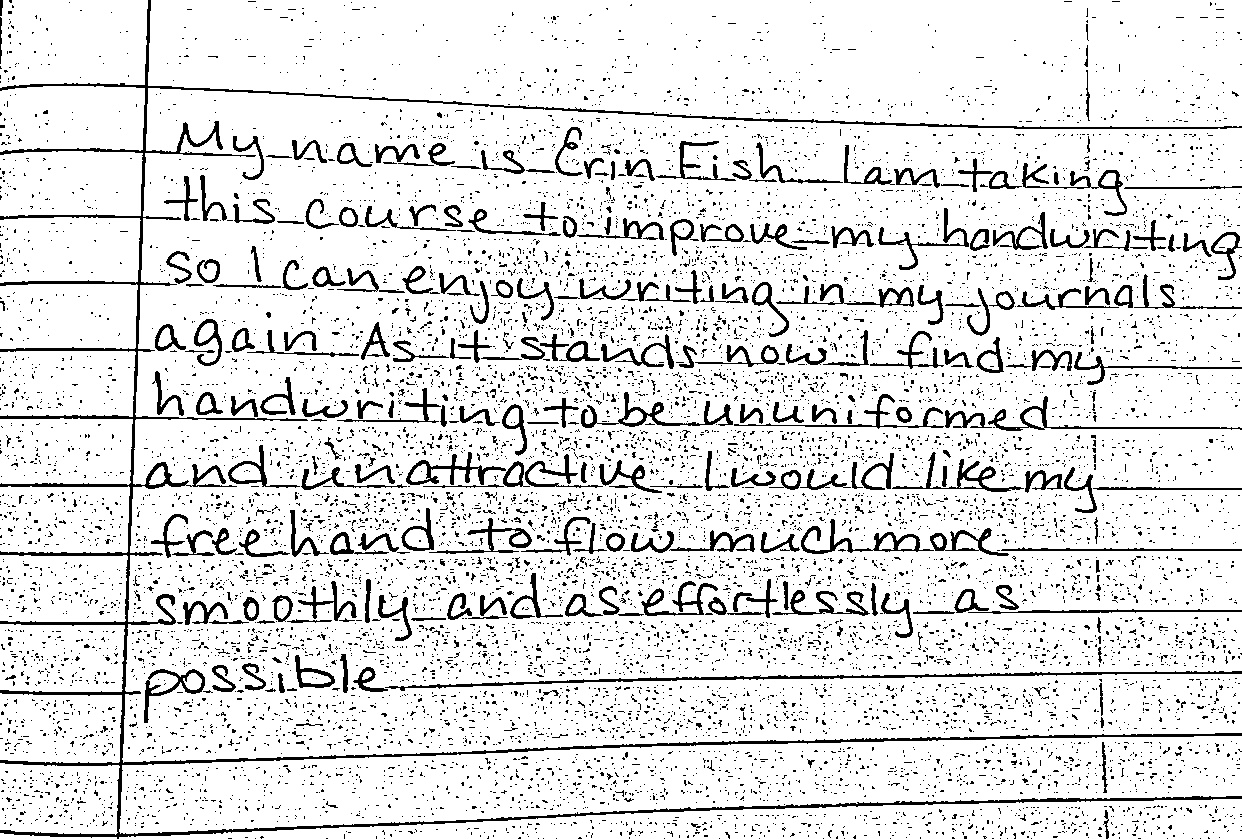 My name is Erin Fish. I am taking
this course to improve my handwriting
so I can enjoy writing in my journals
again. As it stands now I find my
handwriting to be ununiformed
and unattractive. I would like my
freehand to flow much more
smoothly and as effortlessly as
possible.